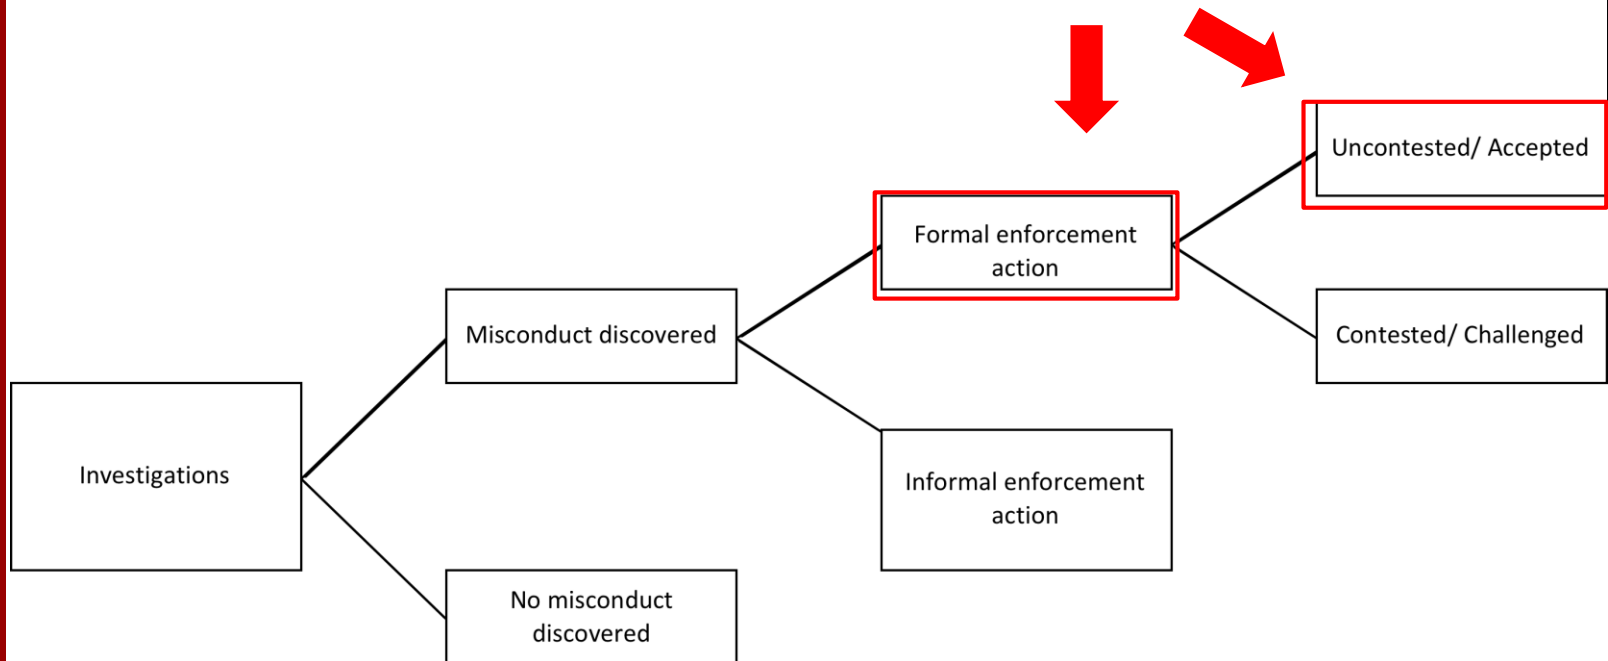 Uncontested/ Accepted
Formal enforcement
action
Misconduct discovered
Contested/ Challenged
Investigations
Informal enforcement
action
No misconduct
discovered